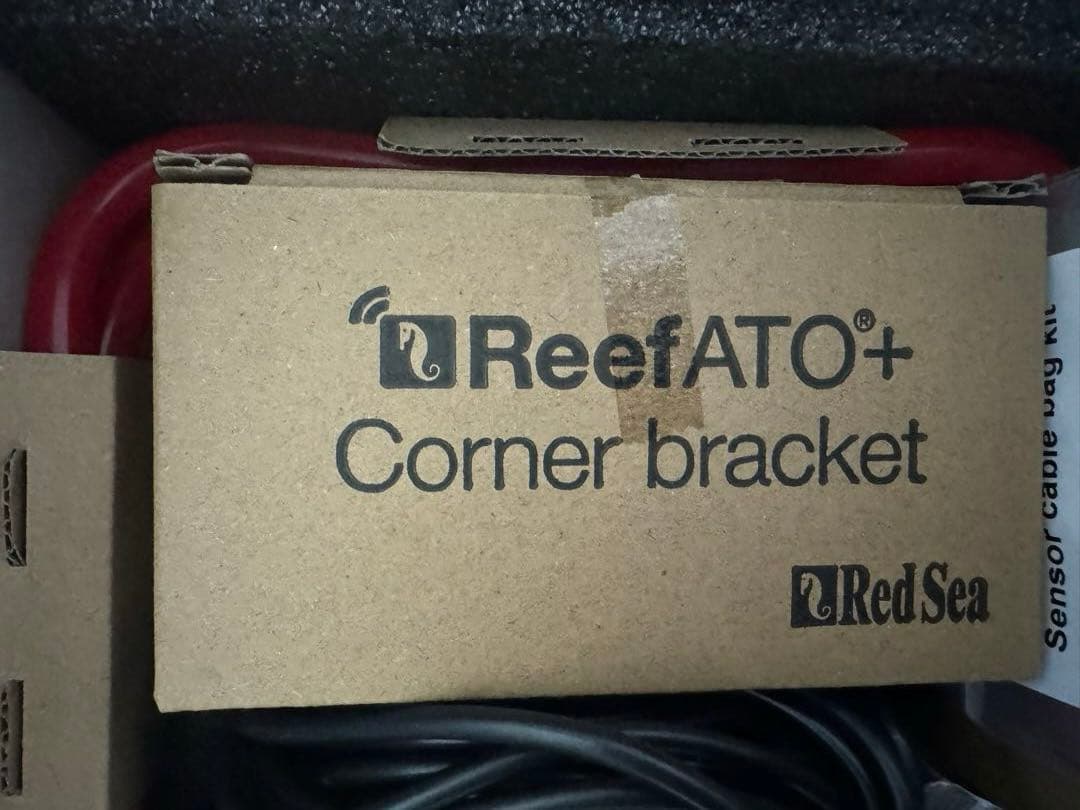 ReefATO®+
Corner bracket
Red Sea
Sensor cable bag kit